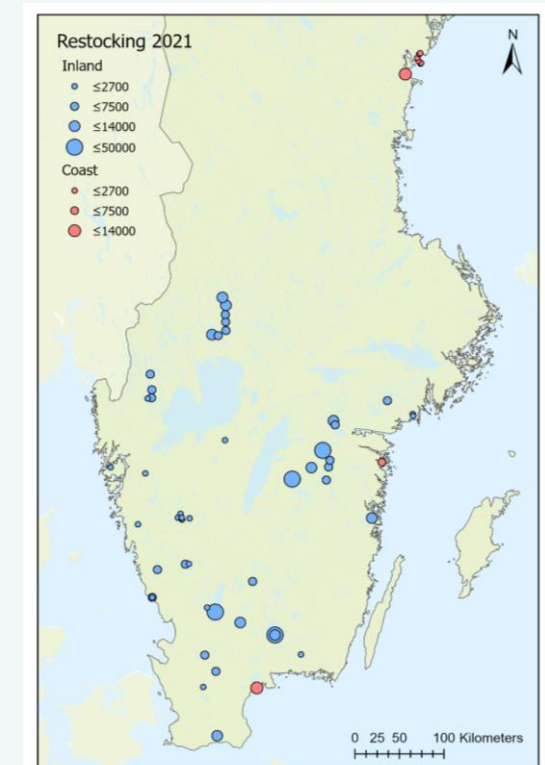 Restocking 2021
Inland
≤2700
≤7500
≤14000
≤50000
Coast
≤2700
≤7500
≤14000
N
0 25 50 100 Kilometers